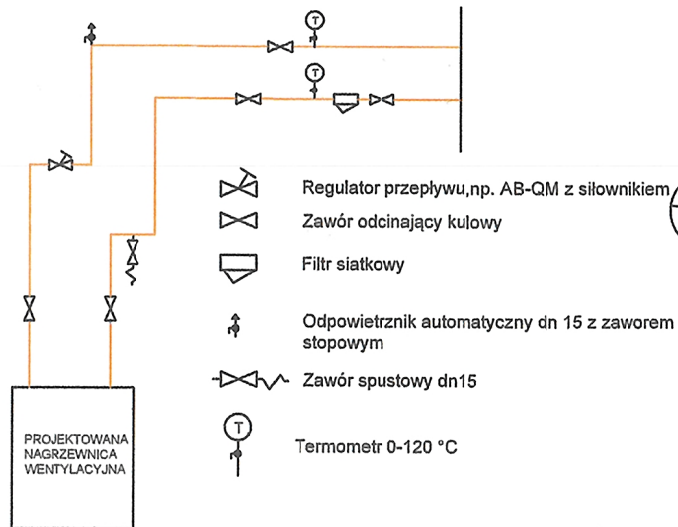 T
T
Regulator przepływu,np. AB-QM z siłownikiem
Zawór odcinający kulowy
Filtr siatkowy
Odpowietrznik automatyczny dn 15 z zaworem
stopowym
Zawór spustowy dn15
T
Termometr 0-120 °C
PROJEKTOWANA
NAGRZEWNICA
WENTYLACYJNA